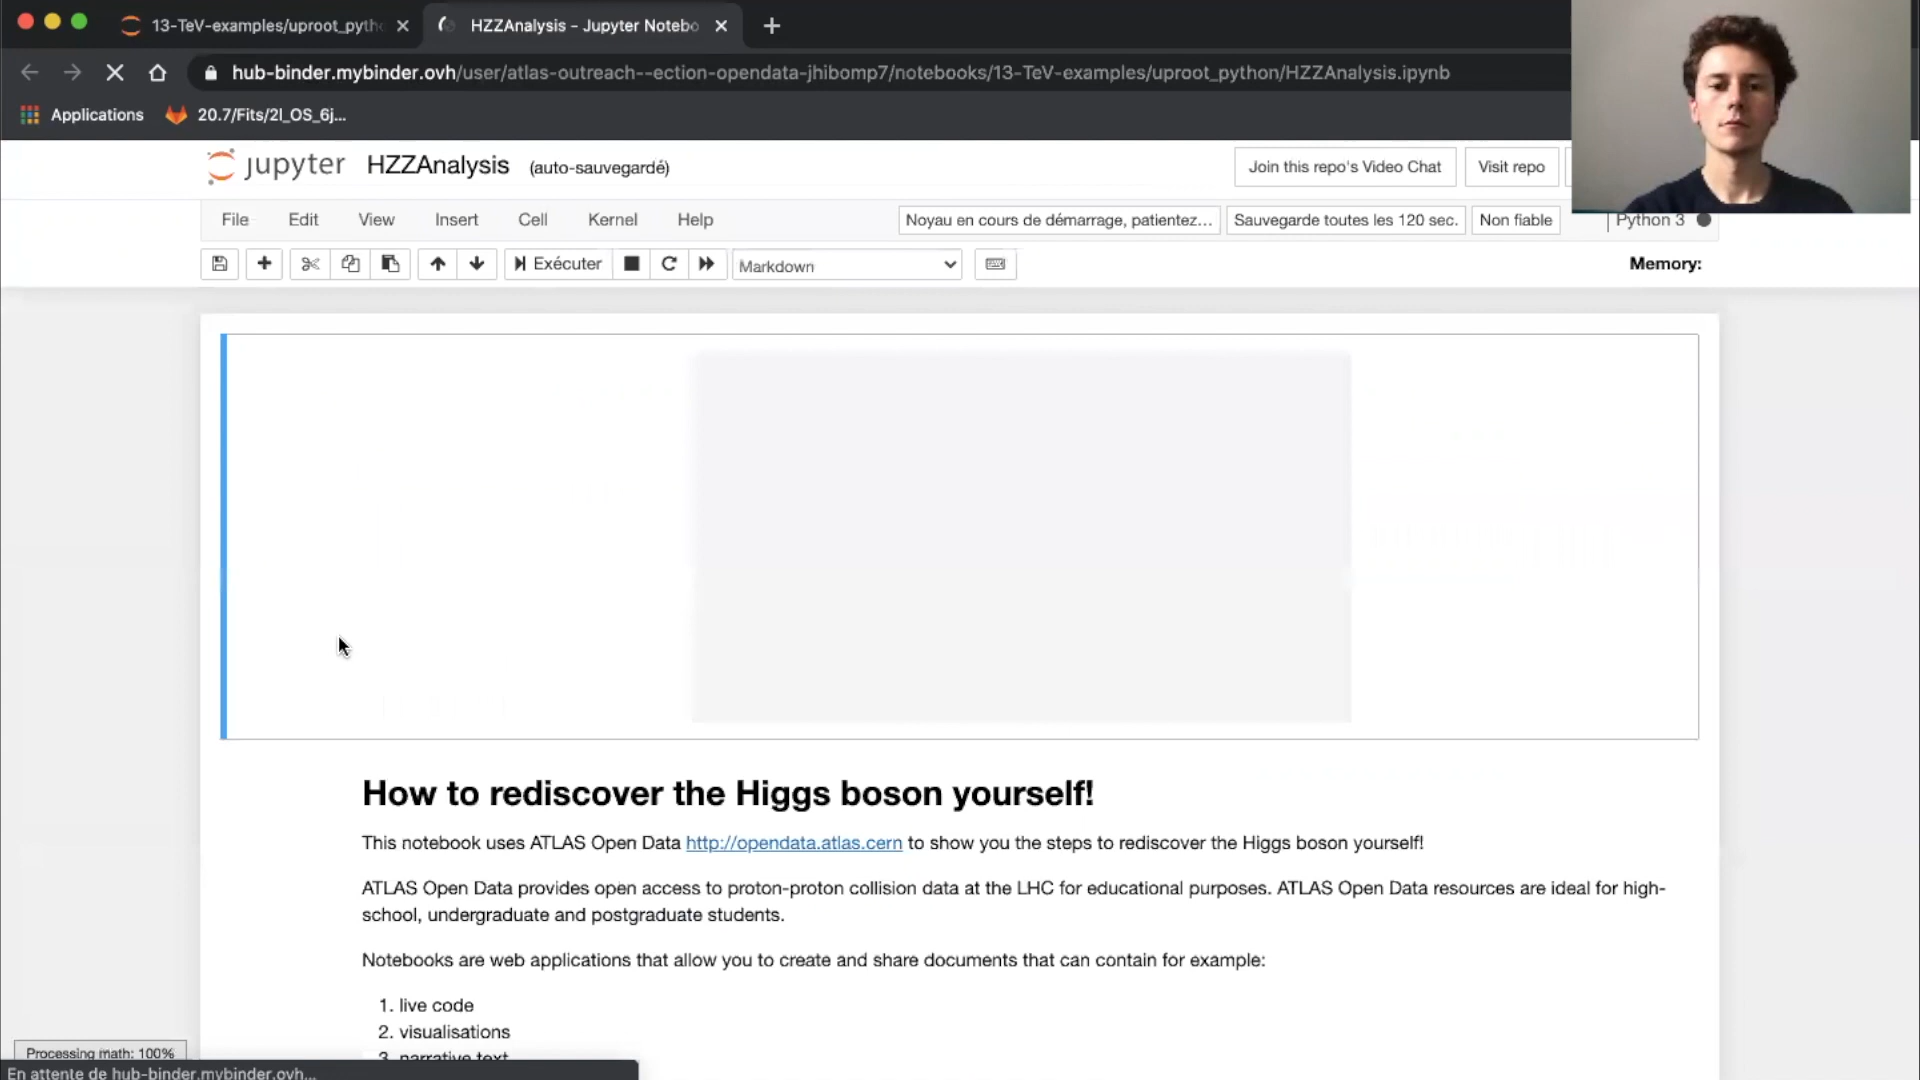 13-TeV-examples/uproot_pyth
HZZAnalysis - Jupyter Notebo
hub-binder.mybinder.ovh/user/atlas-outreach--ection-opendata-jhibomp7/notebooks/13-TeV-examples/uproot_python/HZZAnalysis.ipynb
Applications
20.7/Fits/2l_OS_6j...
jupyter HZZAnalysis (auto-sauvegardé)
Join this repo's Video Chat
Visit repo
File Edit View Insert Cell Kernel Help
Noyau en cours de démarrage, patientez...
Sauvegarde toutes les 120 sec.
Non fiable
Python 3
Exécuter
Markdown
Memory:
How to rediscover the Higgs boson yourself!
This notebook uses ATLAS Open Data http://opendata.atlas.cern to show you the steps to rediscover the Higgs boson yourself!
ATLAS Open Data provides open access to proton-proton collision data at the LHC for educational purposes. ATLAS Open Data resources are ideal for high-
school, undergraduate and postgraduate students.
Notebooks are web applications that allow you to create and share documents that can contain for example:
1. live code
2. visualisations
3. narrative text
Processing math: 100%
En attente de hub-binder.mybinder.ovh...